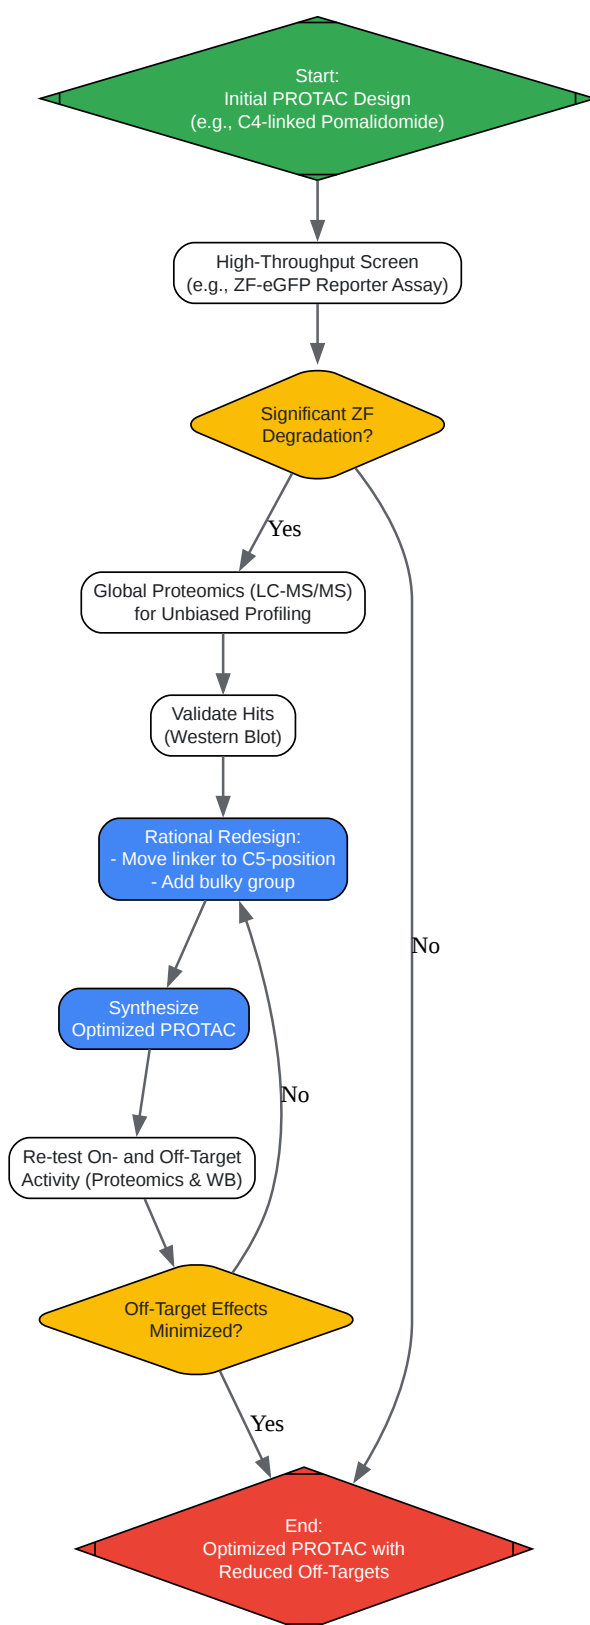 Start:
Initial PROTAC Design
(e.g., C4-linked Pomalidomide)
High-Throughput Screen
(e.g., ZF-eGFP Reporter Assay)
Significant ZF
Degradation?
Yes
Global Proteomics (LC-MS/MS)
for Unbiased Profiling
Validate Hits
(Western Blot)
Rational Redesign:
- Move linker to C5-position
- Add bulky group
No
Synthesize
Optimized PROTAC
No
Re-test On- and Off-Target
Activity (Proteomics & WB)
Off-Target Effects
Minimized?
Yes
End:
Optimized PROTAC with
Reduced Off-Targets